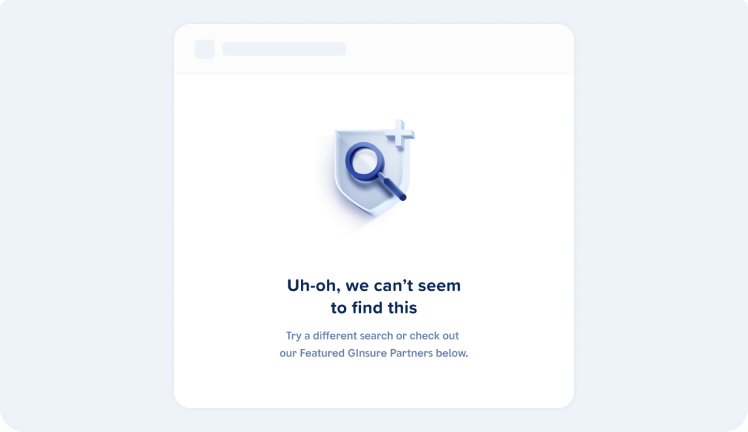 Uh-oh, we can’t seem
to find this
Try a different search or check out
our Featured GInsure Partners below.